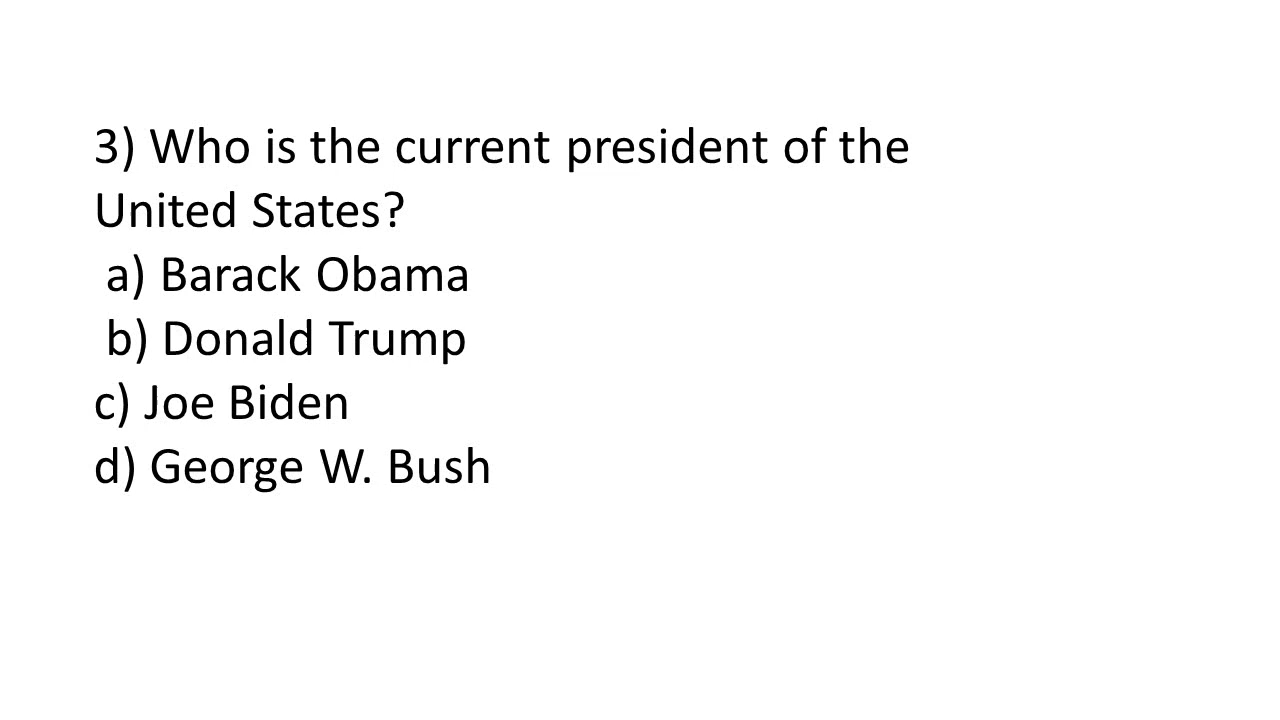 3) Who is the current president of the
United States?
a) Barack Obama
b) Donald Trump
c) Joe Biden
d) George W. Bush